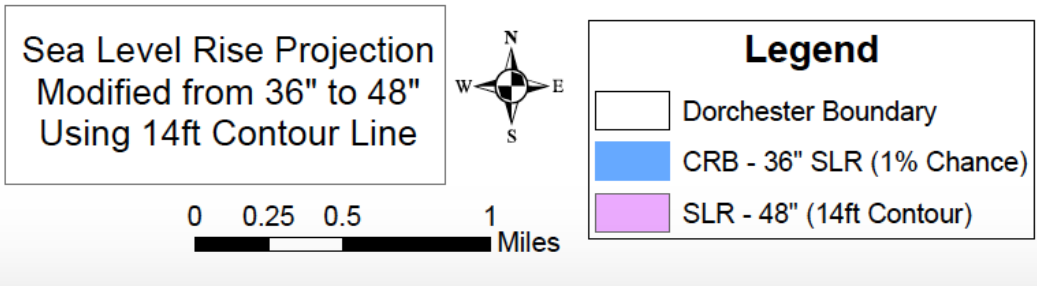 Sea Level Rise Projection
Modified from 36" to 48"
Using 14ft Contour Line
N
W E
S
0 0.25 0.5 1
Miles
Legend
Dorchester Boundary
CRB - 36" SLR (1% Chance)
SLR - 48" (14ft Contour)